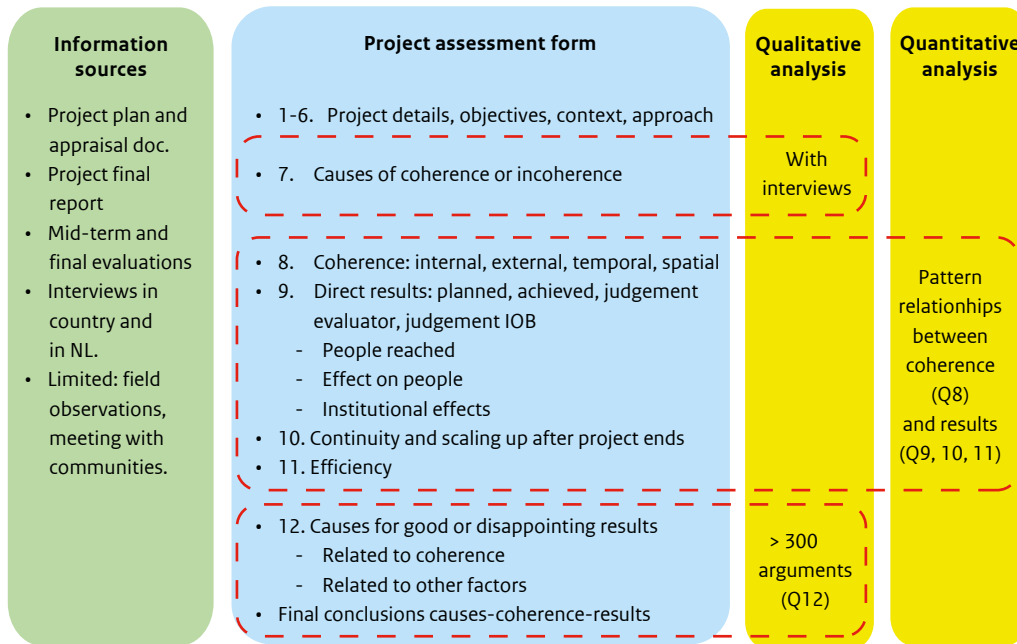 Information
sources
• Project plan and
appraisal doc.
• Project final
report
• Mid-term and
final evaluations
• Interviews in
country and
in NL.
• Limited: field
observations,
meeting with
communities.
Project assessment form
• 1-6. Project details, objectives, context, approach
• 7. Causes of coherence or incoherence
• 8. Coherence: internal, external, temporal, spatial
• 9. Direct results: planned, achieved, judgement
evaluator, judgement IOB
- People reached
- Effect on people
- Institutional effects
• 10. Continuity and scaling up after project ends
• 11. Efficiency
• 12. Causes for good or disappointing results
- Related to coherence
- Related to other factors
• Final conclusions causes-coherence-results
Qualitative
analysis
With
interviews
> 300
arguments
(Q12)
Quantitative
analysis
Pattern
relationships
between
coherence
(Q8)
and results
(Q9, 10, 11)